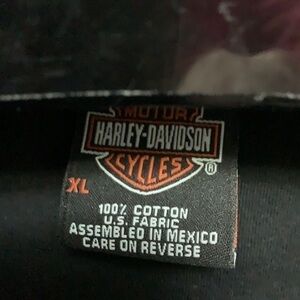 MOTOR
HARLEY-DAVIDSON
CYCLES
®
XL
100% COTTON
U.S. FABRIC
ASSEMBLED IN MEXICO
CARE ON REVERSE